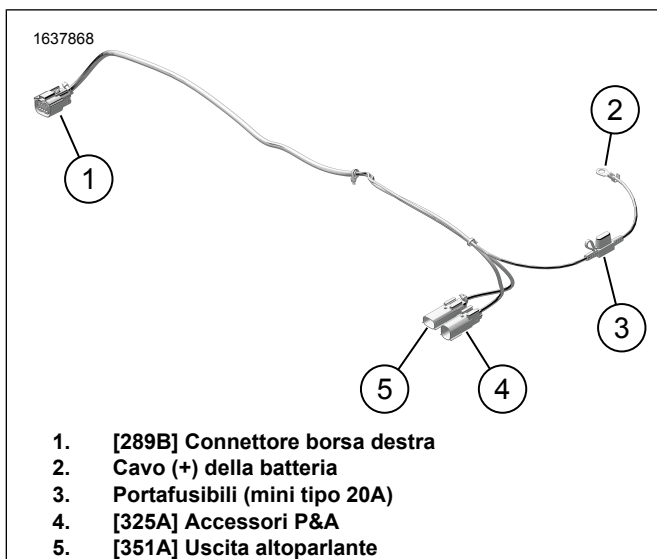 1637868
1
2
3
4
5
1. [289B] Connettore borsa destra
2. Cavo (+) della batteria
3. Portafusibili (mini tipo 20A)
4. [325A] Accessori P&A
5. [351A] Uscita altoparlante